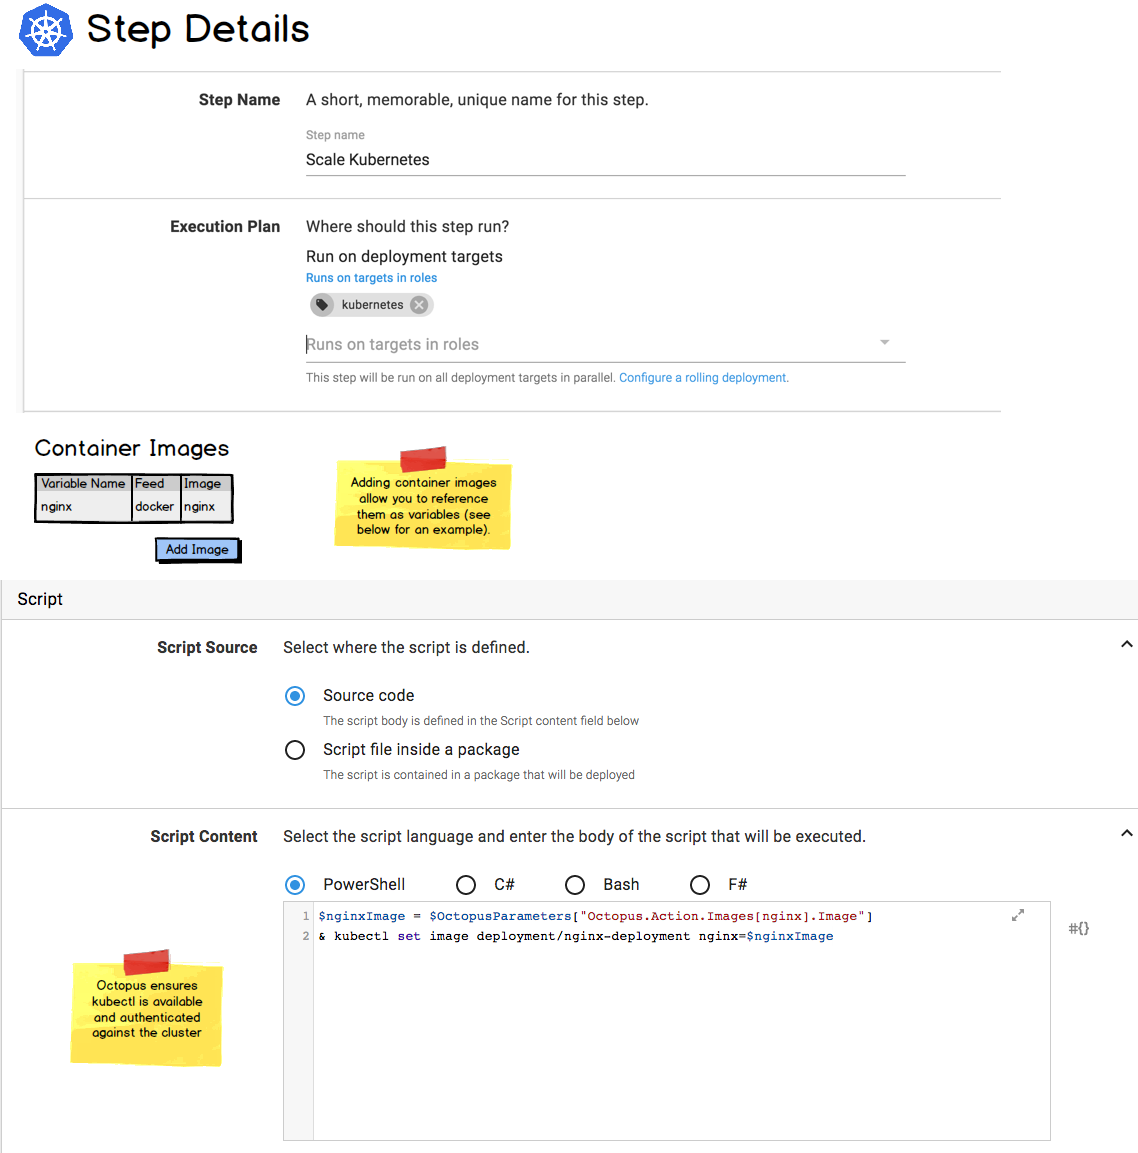 Step Details
Step Name
A short, memorable, unique name for this step.
Step name
Scale Kubernetes
Execution Plan
Where should this step run?
Run on deployment targets
Runs on targets in roles
kubernetes
Runs on targets in roles
This step will be run on all deployment targets in parallel. Configure a rolling deployment.
Container Images
Variable Name Feed Image
nginx docker nginx
Add Image
Adding container images
allow you to reference
them as variables (see
below for an example).
Script
Script Source
Select where the script is defined.
Source code
The script body is defined in the Script content field below
Script file inside a package
The script is contained in a package that will be deployed
Script Content
Select the script language and enter the body of the script that will be executed.
PowerShell C# Bash F#
1 $nginxImage = $OctopusParameters["Octopus.Action.Images[nginx].Image"]
2 & kubectl set image deployment/nginx-deployment nginx=$nginxImage
#{}
Octopus ensures
kubectl is available
and authenticated
against the cluster